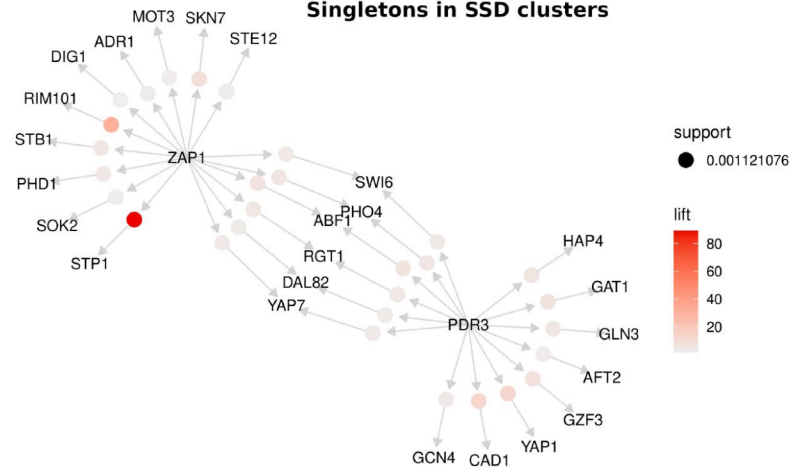 Singletons in SSD clusters
MOT3
SKN7
ADR1
STE12
DIG1
RIM101
STB1
ZAP1
PHD1
SOK2
STP1
SWI6
PHO4
ABF1
RGT1
DAL82
YAP7
PDR3
HAP4
GAT1
GLN3
AFT2
GZF3
YAP1
CAD1
GCN4
support
0.001121076
lift
80
60
40
20